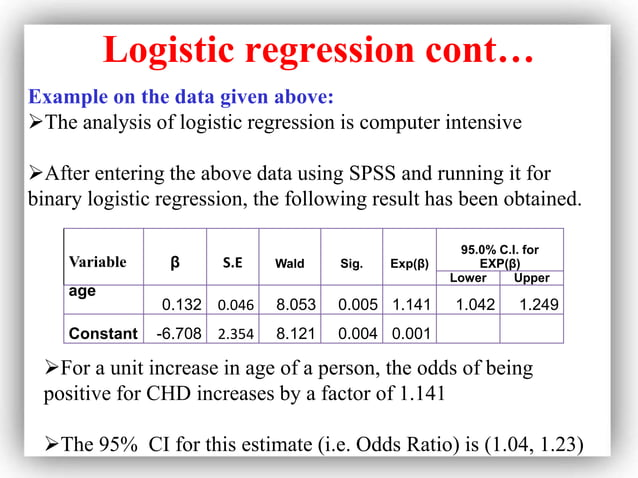 Logistic regression cont…
Example on the data given above:
➢The analysis of logistic regression is computer intensive
➢After entering the above data using SPSS and running it for
binary logistic regression, the following result has been obtained.
Variable β S.E Wald Sig. Exp(β) 95.0% C.I. for EXP(β)
Lower Upper
age
0.132 0.046 8.053 0.005 1.141 1.042 1.249
Constant -6.708 2.354 8.121 0.004 0.001
➢For a unit increase in age of a person, the odds of being
positive for CHD increases by a factor of 1.141
➢The 95% CI for this estimate (i.e. Odds Ratio) is (1.04, 1.23)